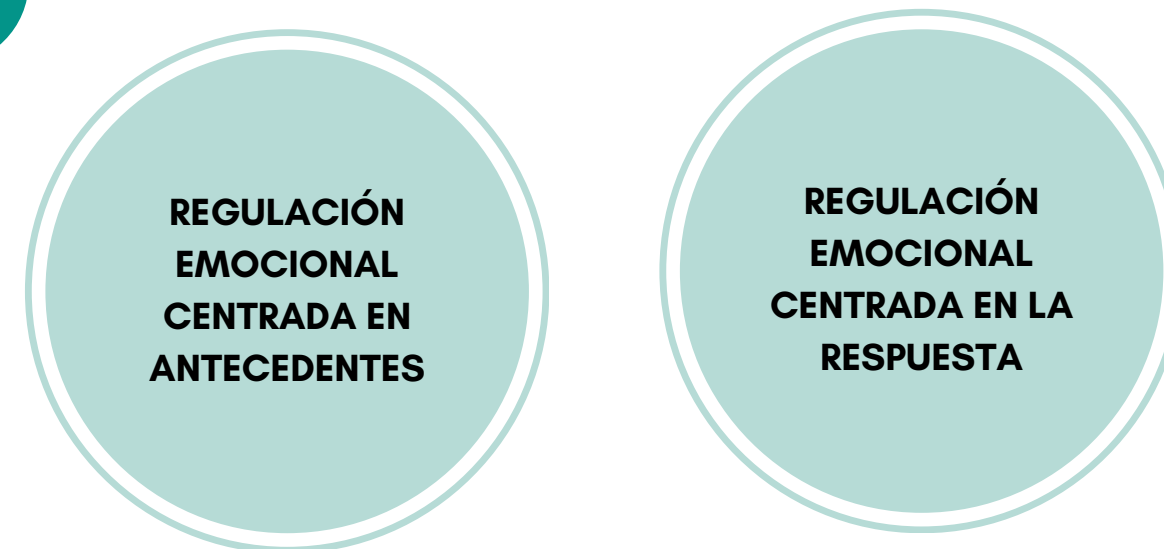 REGULACIÓN
EMOCIONAL
CENTRADA EN
ANTECEDENTES
REGULACIÓN
EMOCIONAL
CENTRADA EN LA
RESPUESTA